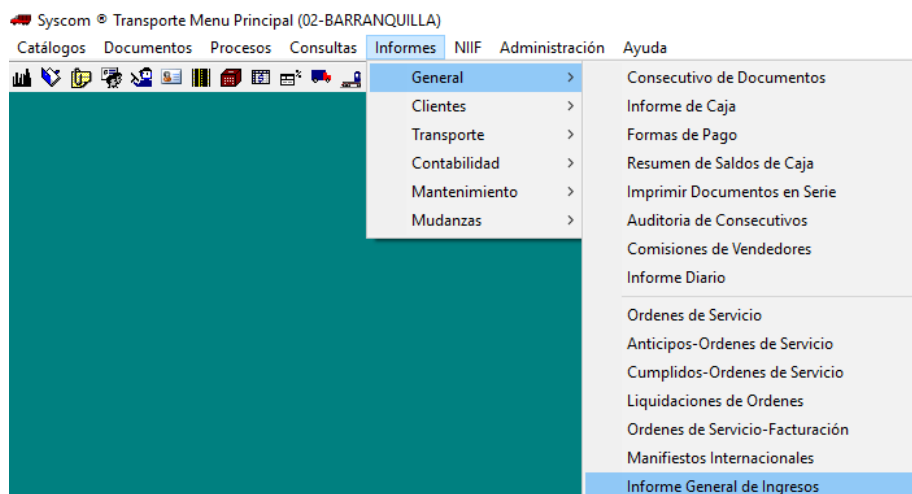 Syscom ® Transporte Menu Principal (02-BARRANQUILLA)
Catálogos Documentos Procesos Consultas Informes NIIF Administración Ayuda
General
Clientes
Transporte
Contabilidad
Mantenimiento
Mudanzas
Consecutivo de Documentos
Informe de Caja
Formas de Pago
Resumen de Saldos de Caja
Imprimir Documentos en Serie
Auditoria de Consecutivos
Comisiones de Vendedores
Informe Diario
Ordenes de Servicio
Anticipos-Ordenes de Servicio
Cumplidos-Ordenes de Servicio
Liquidaciones de Ordenes
Ordenes de Servicio-Facturación
Manifiestos Internacionales
Informe General de Ingresos